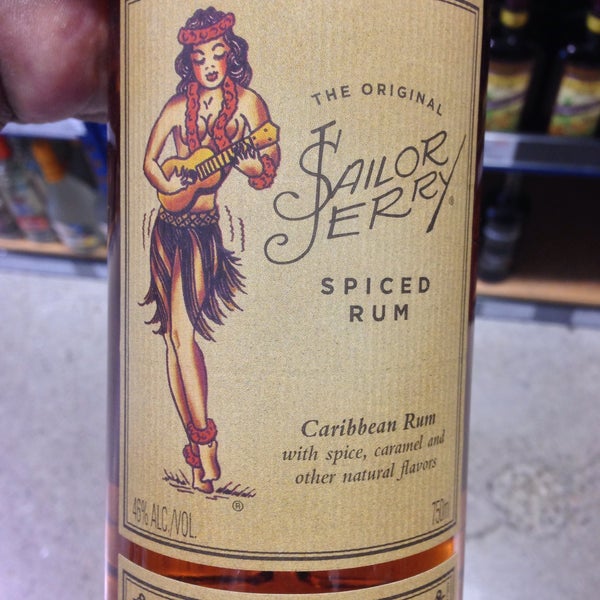 THE ORIGINAL
SAILOR
JERRY®
SPICED
RUM
Caribbean Rum
with spice, caramel and
other natural flavors
®
46% ALC./VOL.
750ml